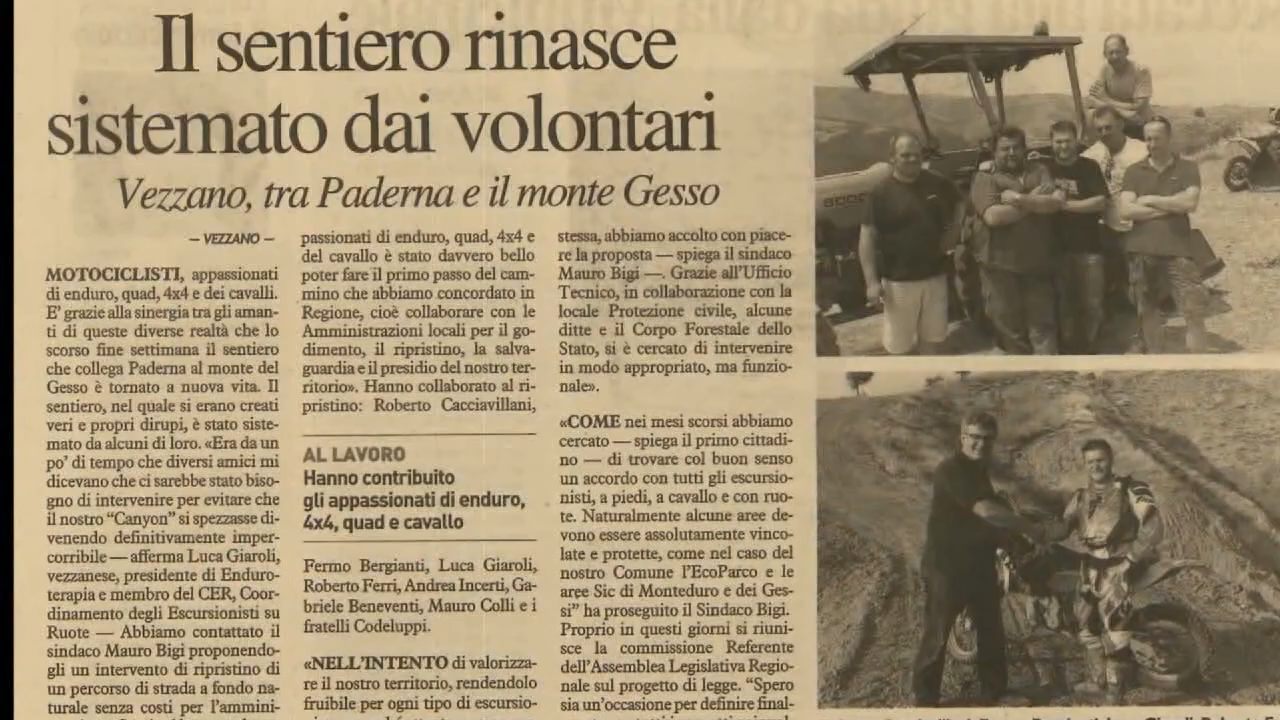 Il sentiero rinasce
sistemato dai volontari
Vezzano, tra Paderna e il monte Gesso
— VEZZANO —
MOTOCICLISTI, appassionati
di enduro, quad, 4x4 e dei cavalli.
E' grazie alla sinergia tra gli aman-
ti di queste diverse realtà che lo
scorso fine settimana il sentiero
che collega Paderna al monte del
Gesso è tornato a nuova vita. Il
sentiero, nel quale si erano creati
veri e propri dirupi, è stato siste-
mato da alcuni di loro. «Era da un
po' di tempo che diversi amici mi
dicevano che ci sarebbe stato biso-
gno di intervenire per evitare che
il nostro "Canyon" si spezzasse di-
venendo definitivamente imper-
corribile — afferma Luca Giaroli,
vezzanese, presidente di Enduro-
terapia e membro del CER, Coor-
dinamento degli Escursionisti su
Ruote — Abbiamo contattato il
sindaco Mauro Bigi proponendo-
gli un intervento di ripristino di
un percorso di strada a fondo na-
turale senza costi per l'ammini-
passionati di enduro, quad, 4x4 e
del cavallo è stato davvero bello
poter fare il primo passo del cam-
mino che abbiamo concordato in
Regione, cioè collaborare con le
Amministrazioni locali per il go-
dimento, il ripristino, la salva-
guardia e il presidio del nostro ter-
ritorio». Hanno collaborato al ri-
pristino: Roberto Cacciavillani,
AL LAVORO
Hanno contribuito
gli appassionati di enduro,
4x4, quad e cavallo
Fermo Bergianti, Luca Giaroli,
Roberto Ferri, Andrea Incerti, Ga-
briele Beneventi, Mauro Colli e i
fratelli Codeluppi.
«NELL'INTENTO di valorizza-
re il nostro territorio, rendendolo
fruibile per ogni tipo di escursio-
stessa, abbiamo accolto con piace-
re la proposta — spiega il sindaco
Mauro Bigi —. Grazie all'Ufficio
Tecnico, in collaborazione con la
locale Protezione civile, alcune
ditte e il Corpo Forestale dello
Stato, si è cercato di intervenire
in modo appropriato, ma funzio-
nale».
«COME nei mesi scorsi abbiamo
cercato — spiega il primo cittadi-
no — di trovare col buon senso
un accordo con tutti gli escursio-
nisti, a piedi, a cavallo e con ruo-
te. Naturalmente alcune aree de-
vono essere assolutamente vinco-
late e protette, come nel caso del
nostro Comune l'EcoParco e le
aree Sic di Monteduro e dei Ges-
si" ha proseguito il Sindaco Bigi.
Proprio in questi giorni si riuni-
sce la commissione Referente
dell'Assemblea Legislativa Regio-
nale sul progetto di legge. "Spero
sia un'occasione per definire final-